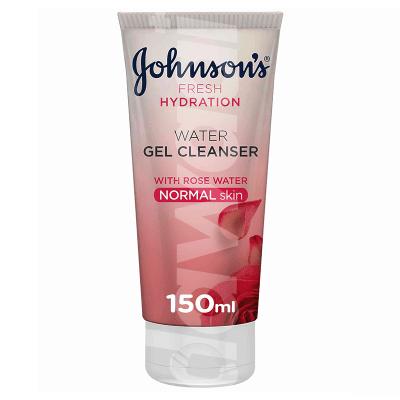 Johnson's®
FRESH
HYDRATION
WATER
GEL CLEANSER
WITH ROSE WATER
NORMAL skin
150ml